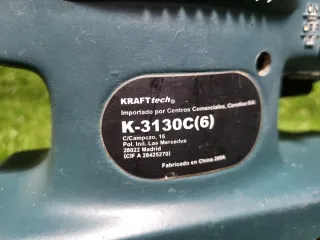 KRAFTtech®
Importado por Centros Comerciales, Carrefour S.A.
K-3130C(6)
C/Campezo, 16
Pol. Ind. Las Mercedes
28022 Madrid
(CIF A 28425270)
Fabricado en China 2006